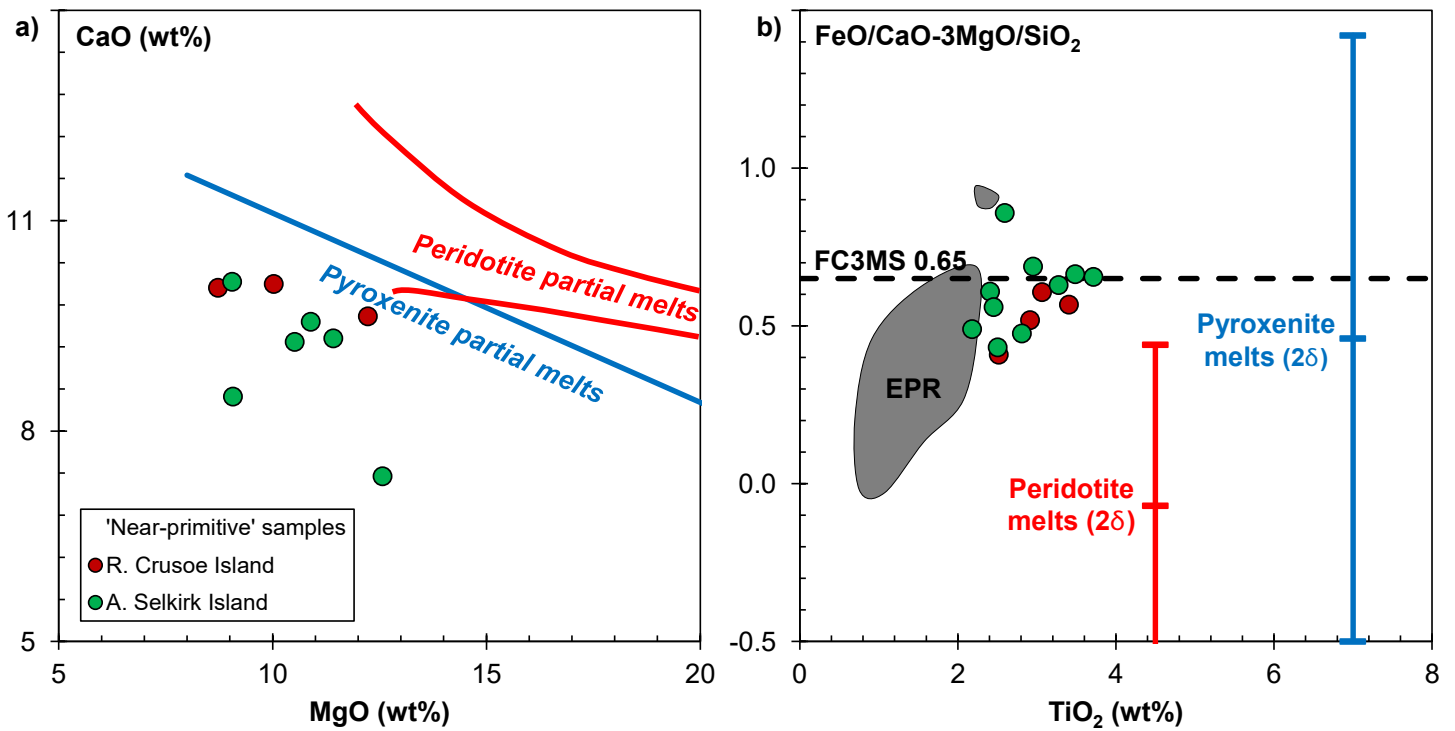 a)
CaO (wt%)
11
8
5
Peridotite partial melts
Pyroxenite partial melts
'Near-primitive' samples
R. Crusoe Island
A. Selkirk Island
5
10
15
20
MgO (wt%)
b)
FeO/CaO-3MgO/SiO₂
1.0
0.5
0.0
-0.5
FC3MS 0.65
EPR
Pyroxenite
melts (2δ)
Peridotite
melts (2δ)
0
2
4
6
8
TiO₂ (wt%)